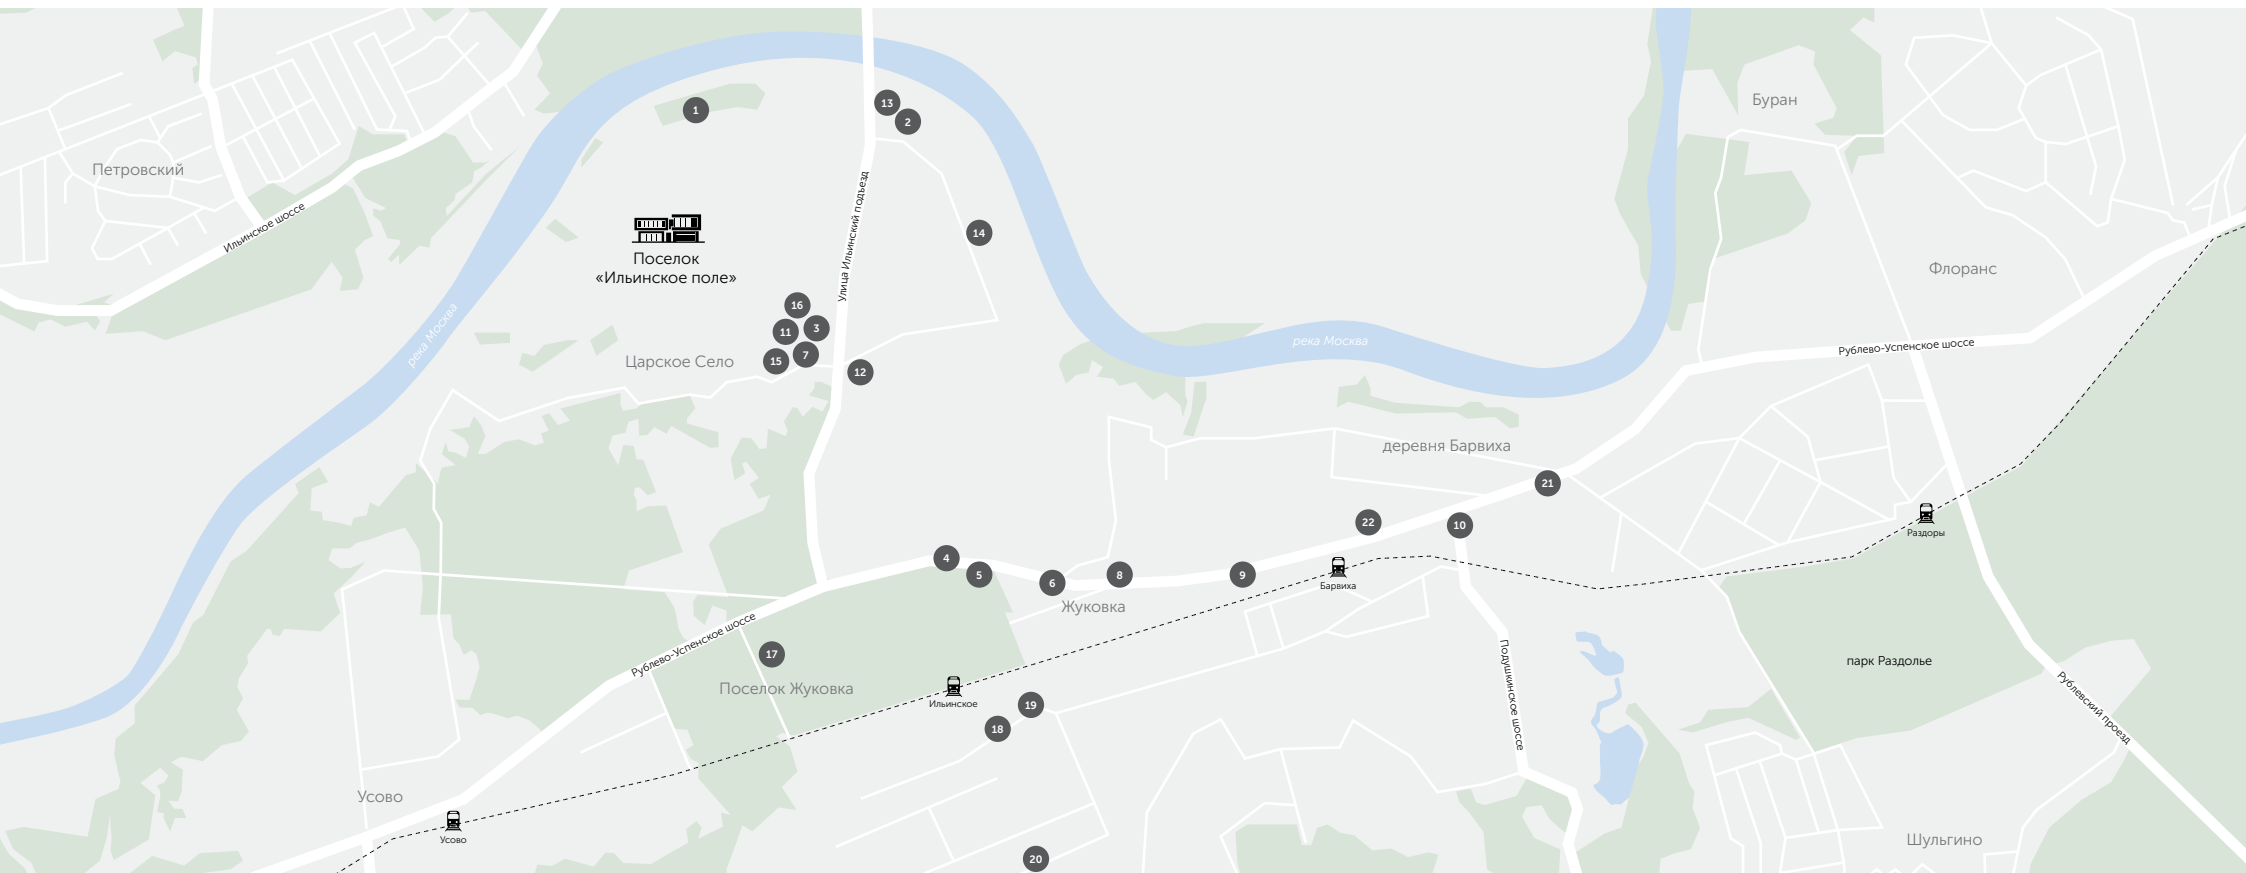 1
13
2
Буран
Петровский
Ильинское шоссе
Улица Ильинский подъезд
14
Поселок
«Ильинское поле»
Флоранс
16
11
3
15
7
12
Царское Село
река Москва
река Москва
Рублево-Успенское шоссе
деревня Барвиха
21
22
10
Раздоры
4
5
6
8
9
Барвиха
Жуковка
Рублево-Успенское шоссе
17
Поселок Жуковка
Ильинское
19
18
Подушкинское шоссе
парк Раздолье
Рублевский проезд
Усово
Усово
Шульгино
20